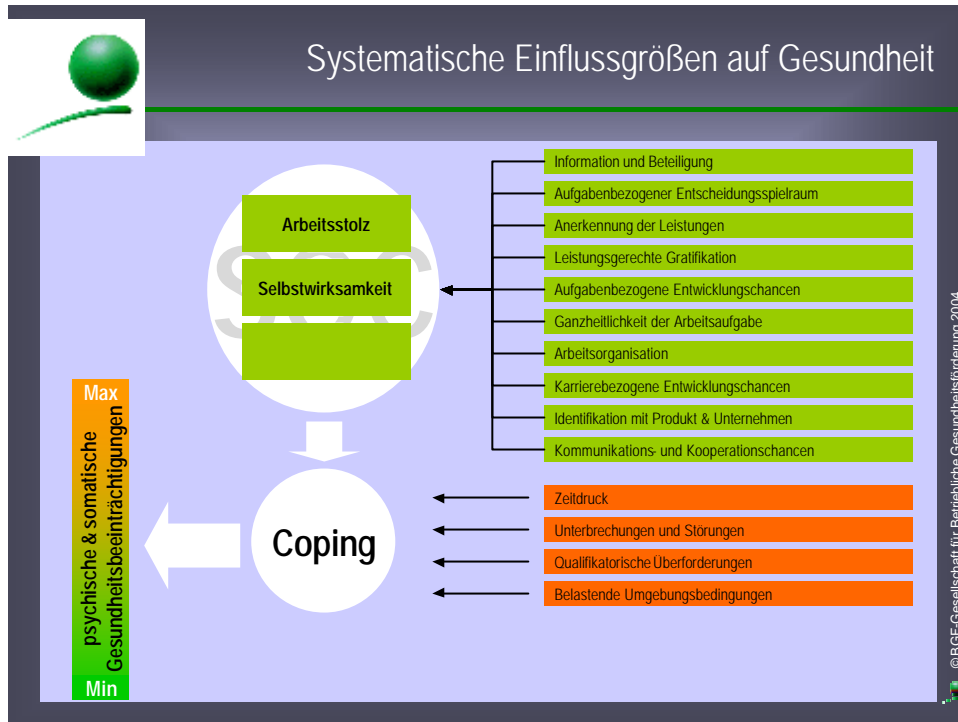 Systematische Einflussgrößen auf Gesundheit
SOC
Arbeitsstolz
Selbstwirksamkeit
Information und Beteiligung
Aufgabenbezogener Entscheidungsspielraum
Anerkennung der Leistungen
Leistungsgerechte Gratifikation
Aufgabenbezogene Entwicklungschancen
Ganzheitlichkeit der Arbeitsaufgabe
Arbeitsorganisation
Karrierebezogene Entwicklungschancen
Identifikation mit Produkt & Unternehmen
Kommunikations- und Kooperationschancen
Max
psychische & somatische
Gesundheitsbeeinträchtigungen
Min
Coping
Zeitdruck
Unterbrechungen und Störungen
Qualifikatorische Überforderungen
Belastende Umgebungsbedingungen
©BGF-Gesellschaft für Betriebliche Gesundheitsförderung 2004